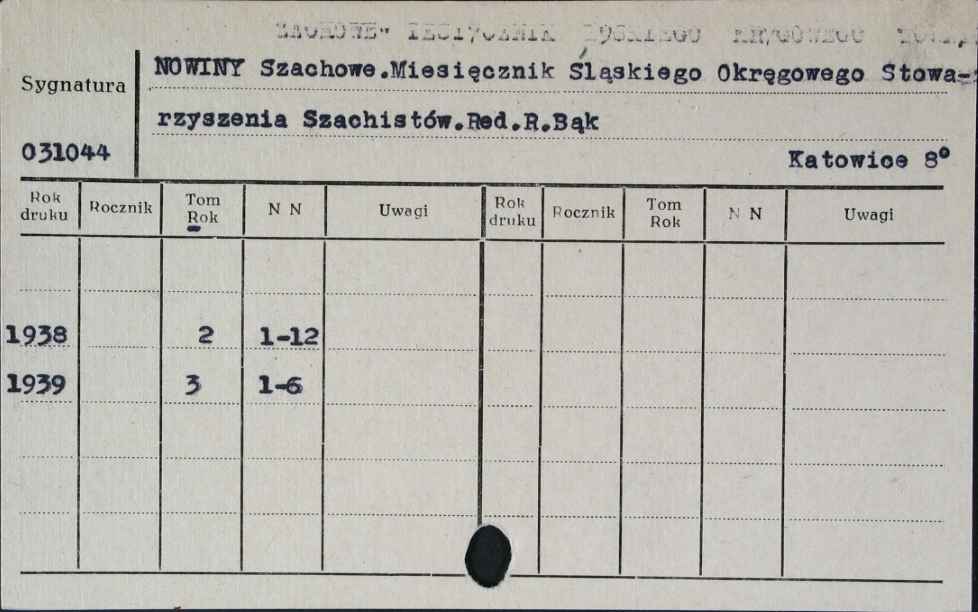 Sygnatura
NOWINY Szachowe.Miesięcznik Śląskiego Okręgowego Stowa-
rzyszenia Szachistów.Red.R.Bąk
031044
Katowice 8°
Rok druku Rocznik Tom Rok N N Uwagi Rok druku Rocznik Tom Rok N N Uwagi
1938 2 1-12
1939 3 1-6